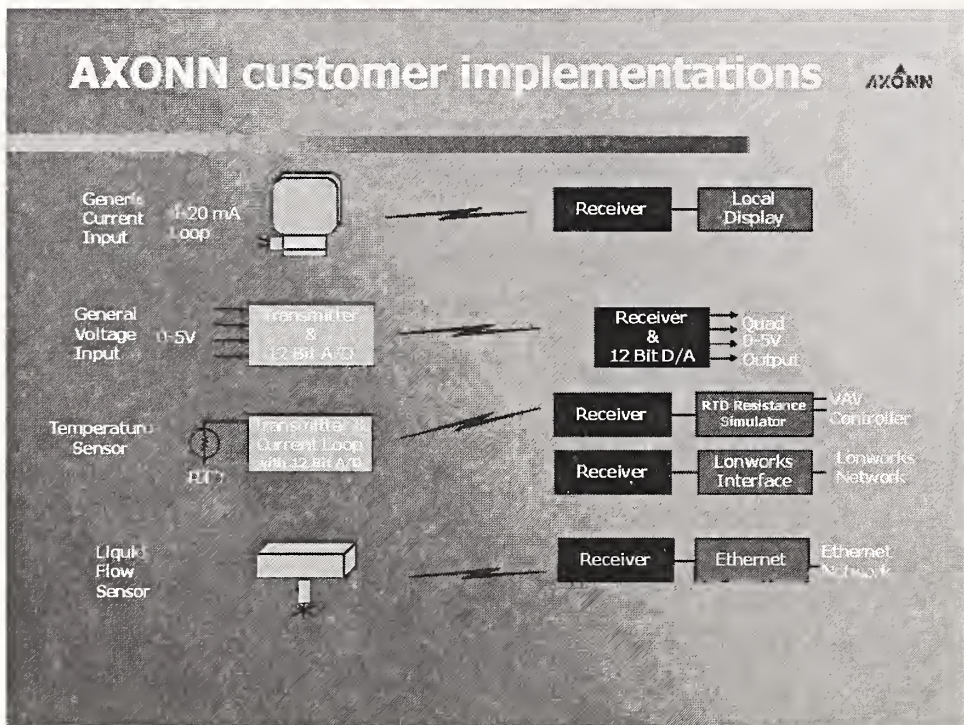 AXONN customer implementations
AXONN
Generic
Current
Input
4-20 mA
Loop
Receiver
Local
Display
General
Voltage
Input
0-5V
Transmitter
&
12 Bit A/D
Receiver
&
12 Bit D/A
Quad
0-5V
Output
Temperature
Sensor
RTD
Transmitter &
Current Loop
with 12 Bit A/D
Receiver
RTD Resistance
Simulator
VAV
Controller
Receiver
Lonworks
Interface
Lonworks
Network
Liquid
Flow
Sensor
Receiver
Ethernet
Ethernet
Network